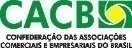 CACB
CONFEDERAÇÃO DAS ASSOCIAÇÕES
COMERCIAIS E EMPRESARIAIS DO BRASIL